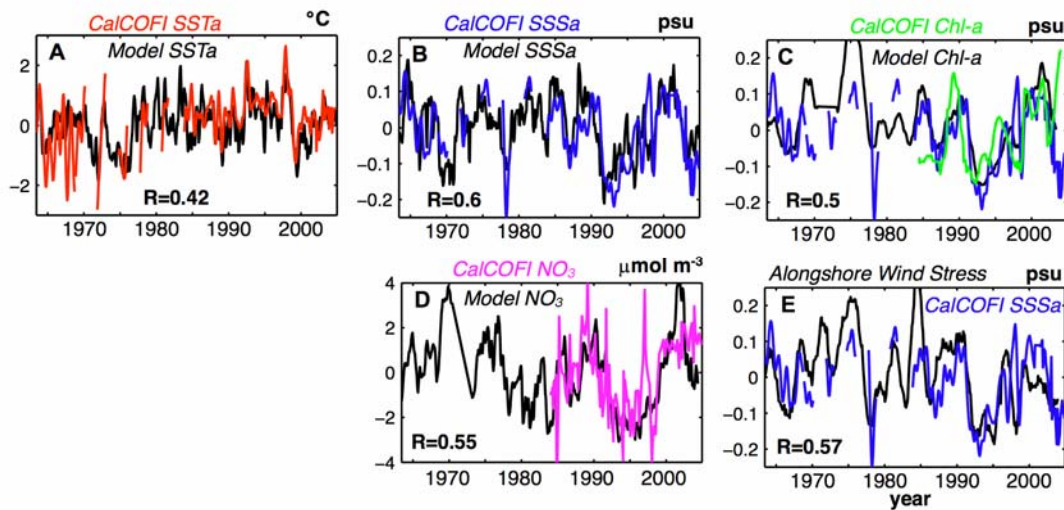 CalCOFI SSTa °C
A Model SSTa
2
0
−2
R=0.42
1970 1980 1990 2000
CalCOFI SSSa psu
B Model SSSa
0.2
0.1
0
−0.1
−0.2
R=0.6
1970 1980 1990 2000
CalCOFI Chl-a psu
C Model Chl-a
0.2
0.1
0
−0.1
−0.2
R=0.5
1970 1980 1990 2000
CalCOFI NO3 μmol m-3
D Model NO3
4
2
0
−2
−4
R=0.55
1970 1980 1990 2000
Alongshore Wind Stress psu
E CalCOFI SSSa
0.2
0.1
0
−0.1
−0.2
R=0.57
1970 1980 1990 2000
year